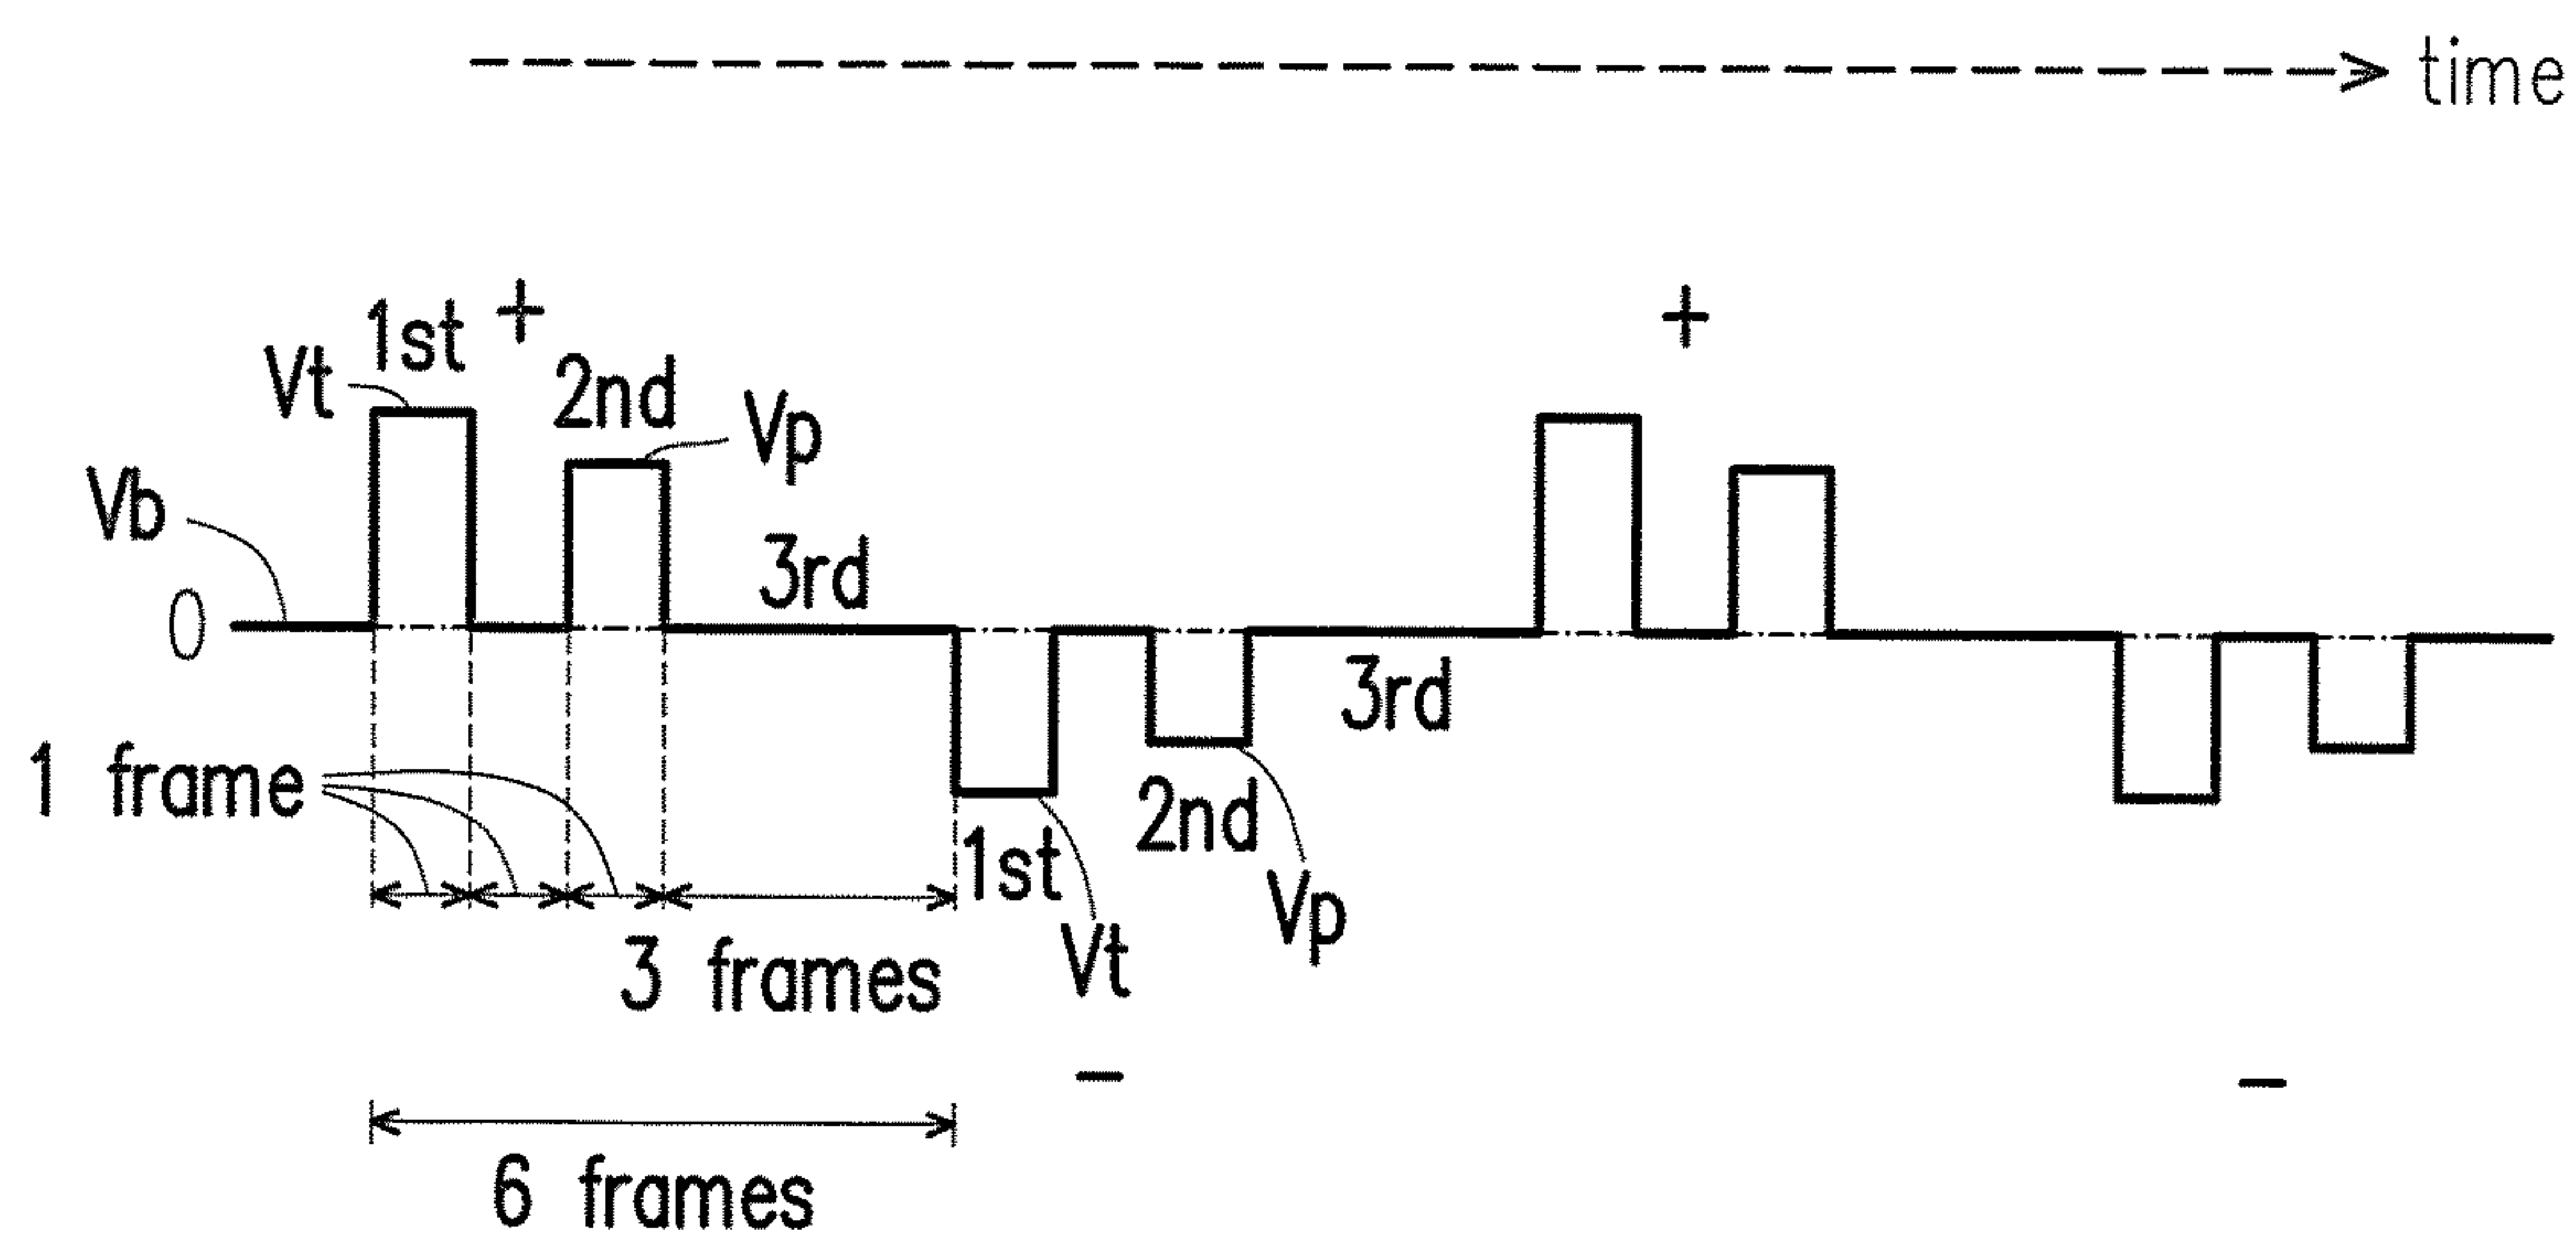 time
+
+
1st
Vt
2nd
Vp
Vb
3rd
0
3rd
1 frame
2nd
1st
Vp
Vt
3 frames
−
−
6 frames